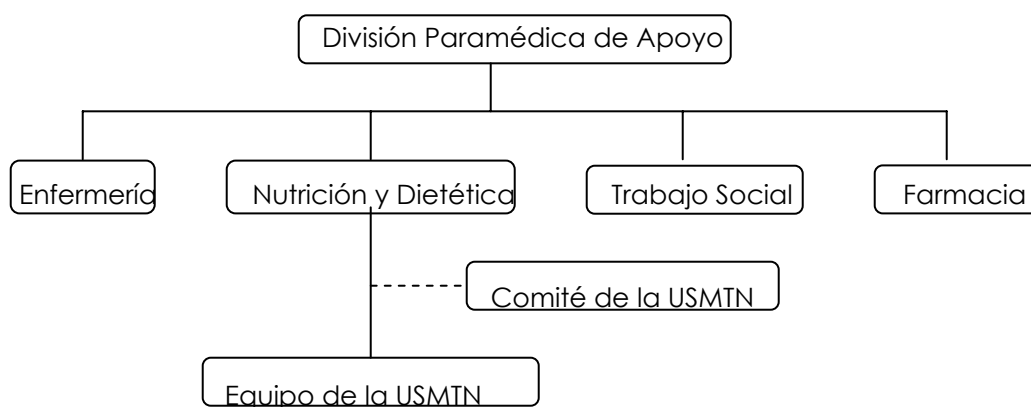 División Paramédica de Apoyo
Enfermería
Nutrición y Dietética
Trabajo Social
Farmacia
Comité de la USMTN
Equipo de la USMTN